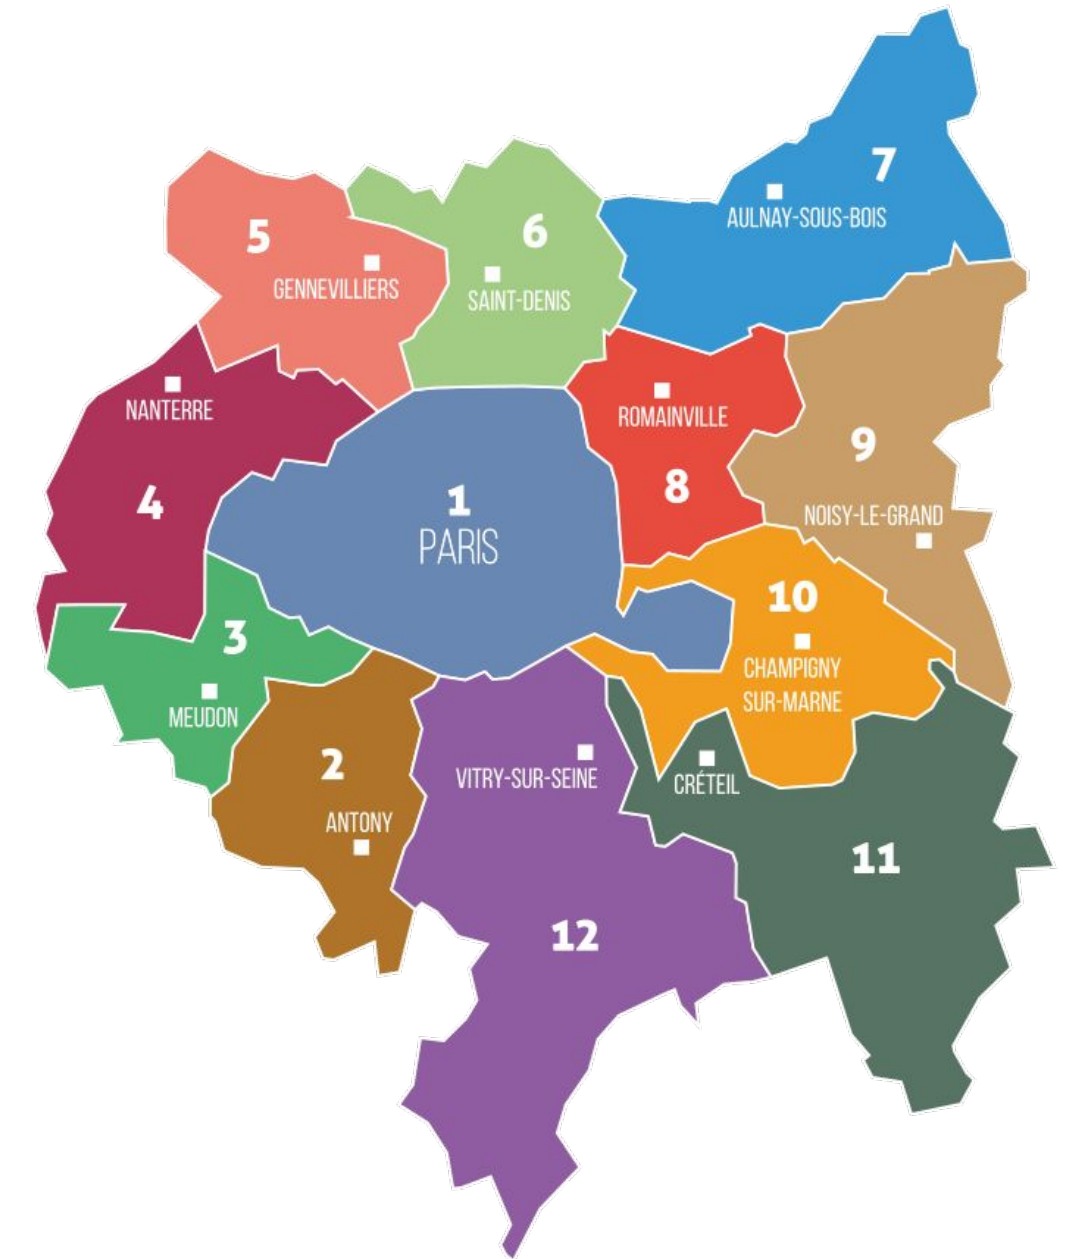 7
AULNAY-SOUS-BOIS
5
GENNEVILLIERS
6
SAINT-DENIS
NANTERRE
4
ROMAINVILLE
8
9
NOISY-LE-GRAND
1
PARIS
10
CHAMPIGNY
SUR-MARNE
3
MEUDON
2
ANTONY
VITRY-SUR-SEINE
CRÉTEIL
11
12